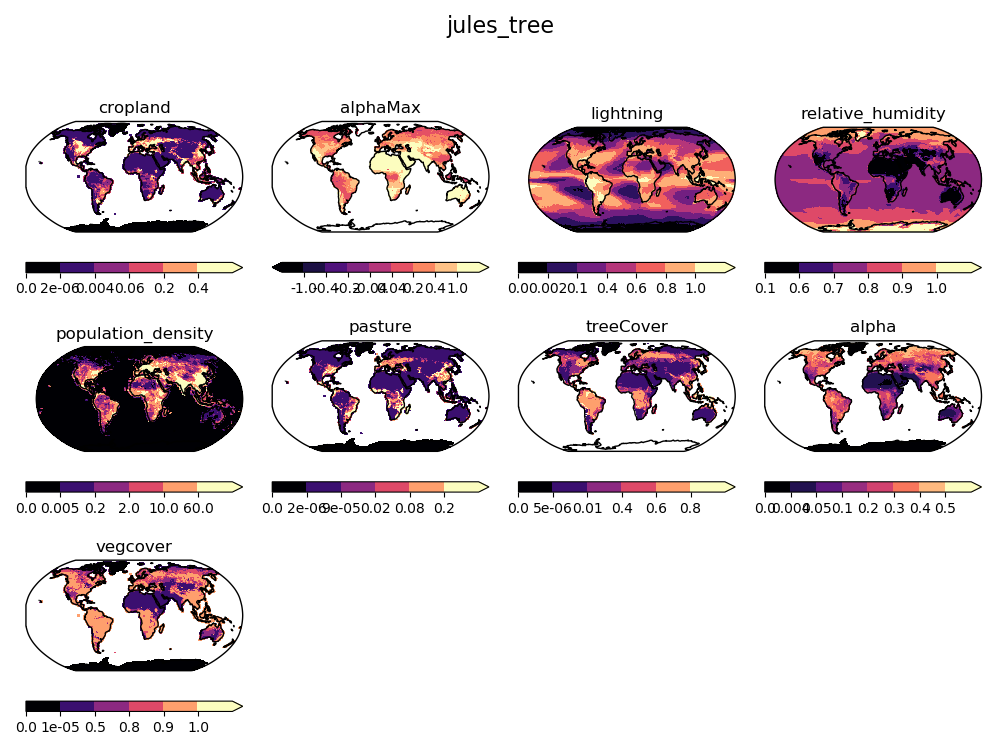 jules_tree
cropland
alphaMax
lightning
relative_humidity
0.0 2e-06 0.004 0.06 0.2 0.4
-1.0 -0.4 -0.2 -0.04 0.04 0.2 0.4 1.0
0.0 0.002 0.1 0.4 0.6 0.8 1.0
0.1 0.6 0.7 0.8 0.9 1.0
population_density
pasture
treeCover
alpha
0.0 0.005 0.2 2.0 10.0 60.0
0.0 2e-06 9e-05 0.02 0.08 0.2
0.0 5e-06 0.01 0.4 0.6 0.8
0.0 0.004 0.05 0.1 0.2 0.3 0.4 0.5
vegcover
0.0 1e-05 0.5 0.8 0.9 1.0